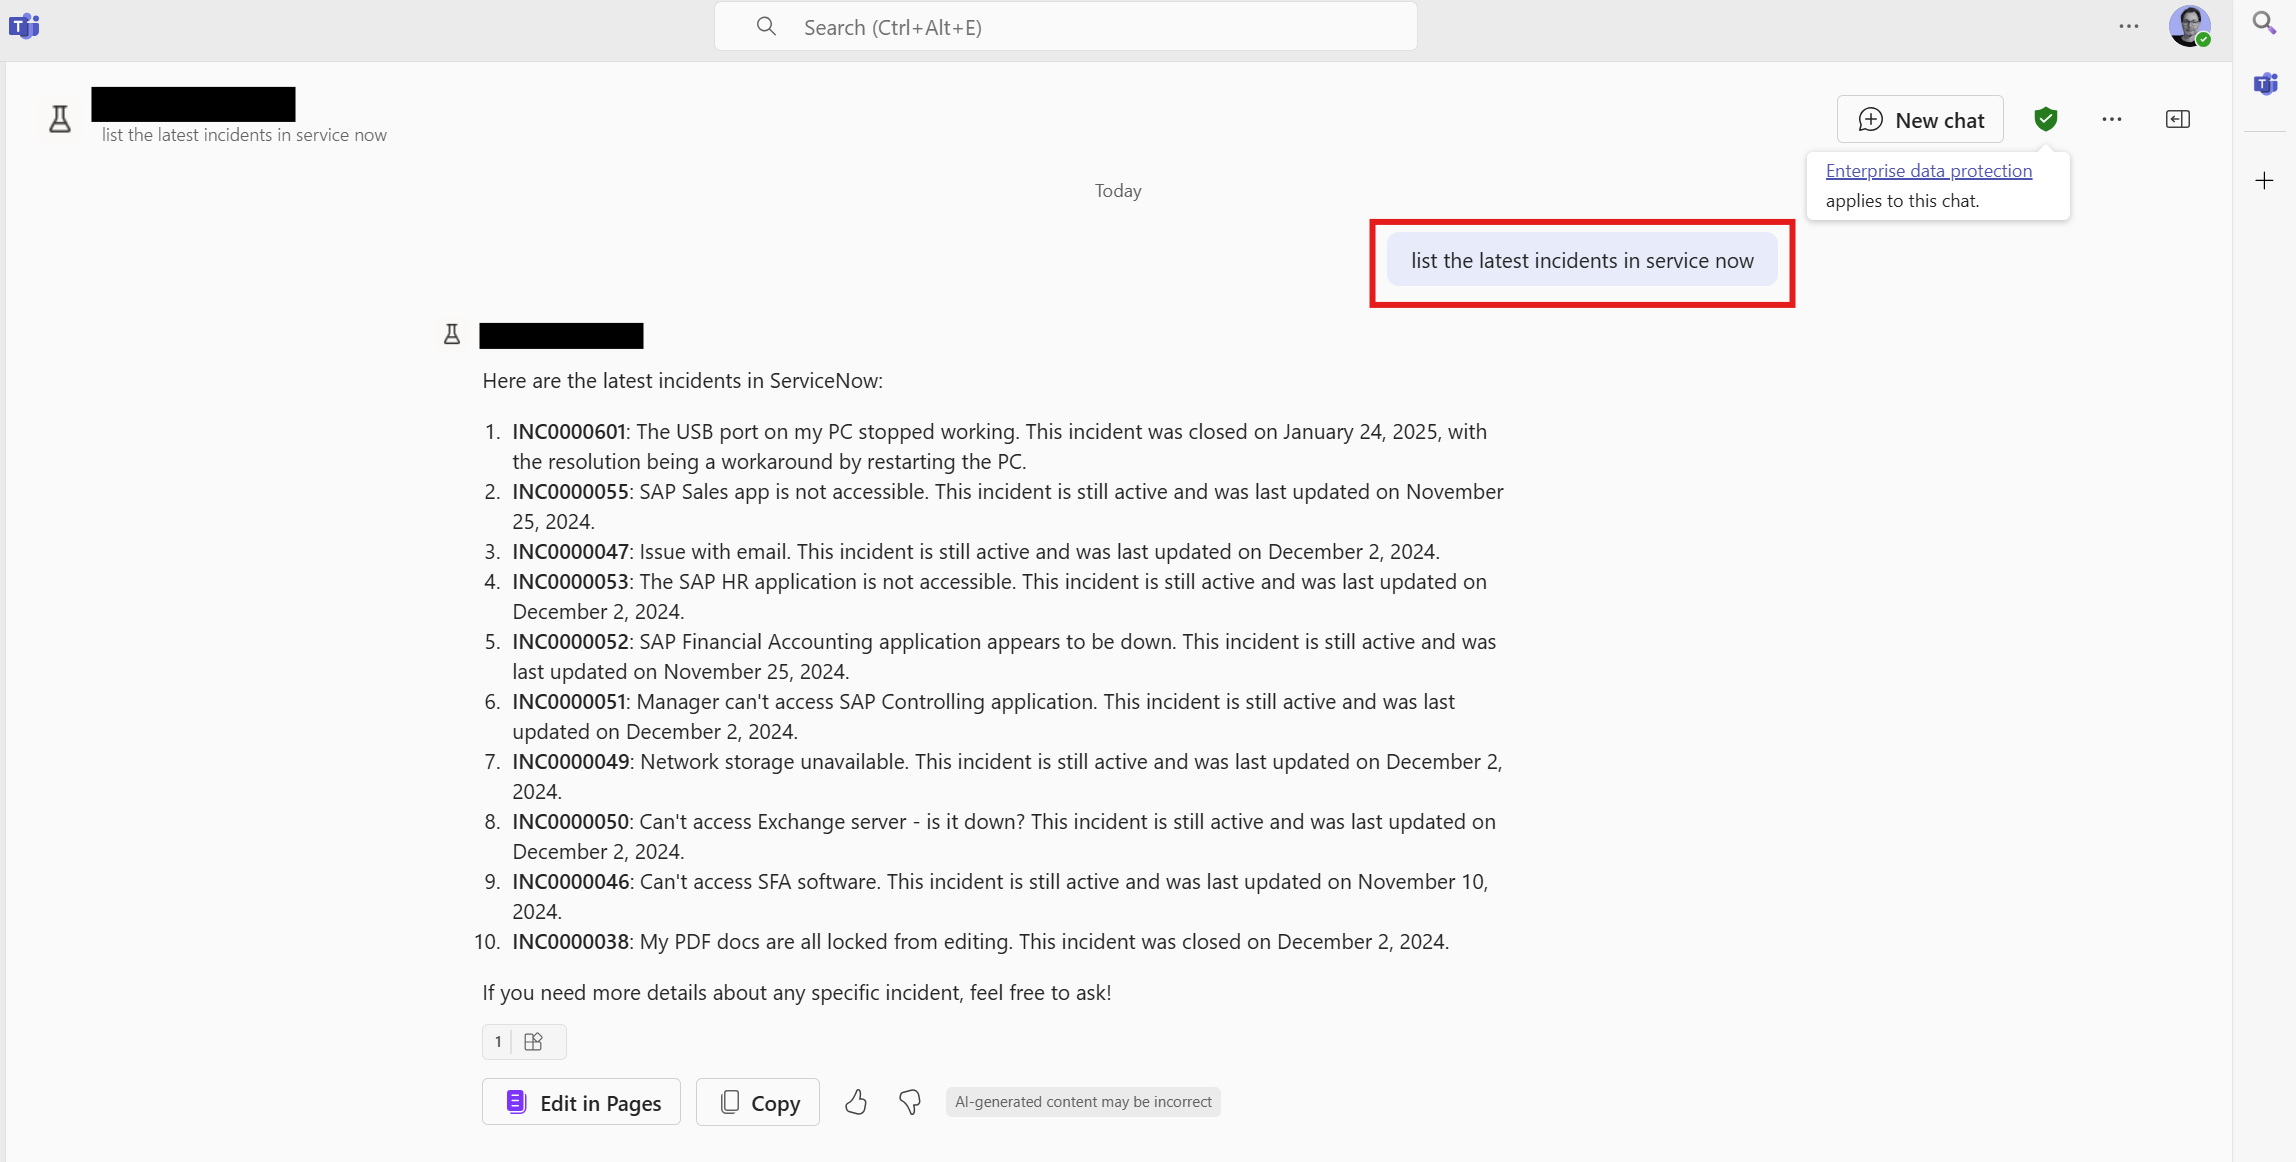 Search (Ctrl+Alt+E)
list the latest incidents in service now
New chat
Enterprise data protection
applies to this chat.
Today
list the latest incidents in service now
Here are the latest incidents in ServiceNow:
1. INC0000601: The USB port on my PC stopped working. This incident was closed on January 24, 2025, with
the resolution being a workaround by restarting the PC.
2. INC0000055: SAP Sales app is not accessible. This incident is still active and was last updated on November
25, 2024.
3. INC0000047: Issue with email. This incident is still active and was last updated on December 2, 2024.
4. INC0000053: The SAP HR application is not accessible. This incident is still active and was last updated on
December 2, 2024.
5. INC0000052: SAP Financial Accounting application appears to be down. This incident is still active and was
last updated on November 25, 2024.
6. INC0000051: Manager can't access SAP Controlling application. This incident is still active and was last
updated on December 2, 2024.
7. INC0000049: Network storage unavailable. This incident is still active and was last updated on December 2,
2024.
8. INC0000050: Can't access Exchange server - is it down? This incident is still active and was last updated on
December 2, 2024.
9. INC0000046: Can't access SFA software. This incident is still active and was last updated on November 10,
2024.
10. INC0000038: My PDF docs are all locked from editing. This incident was closed on December 2, 2024.
If you need more details about any specific incident, feel free to ask!
1
Edit in Pages
Copy
AI-generated content may be incorrect